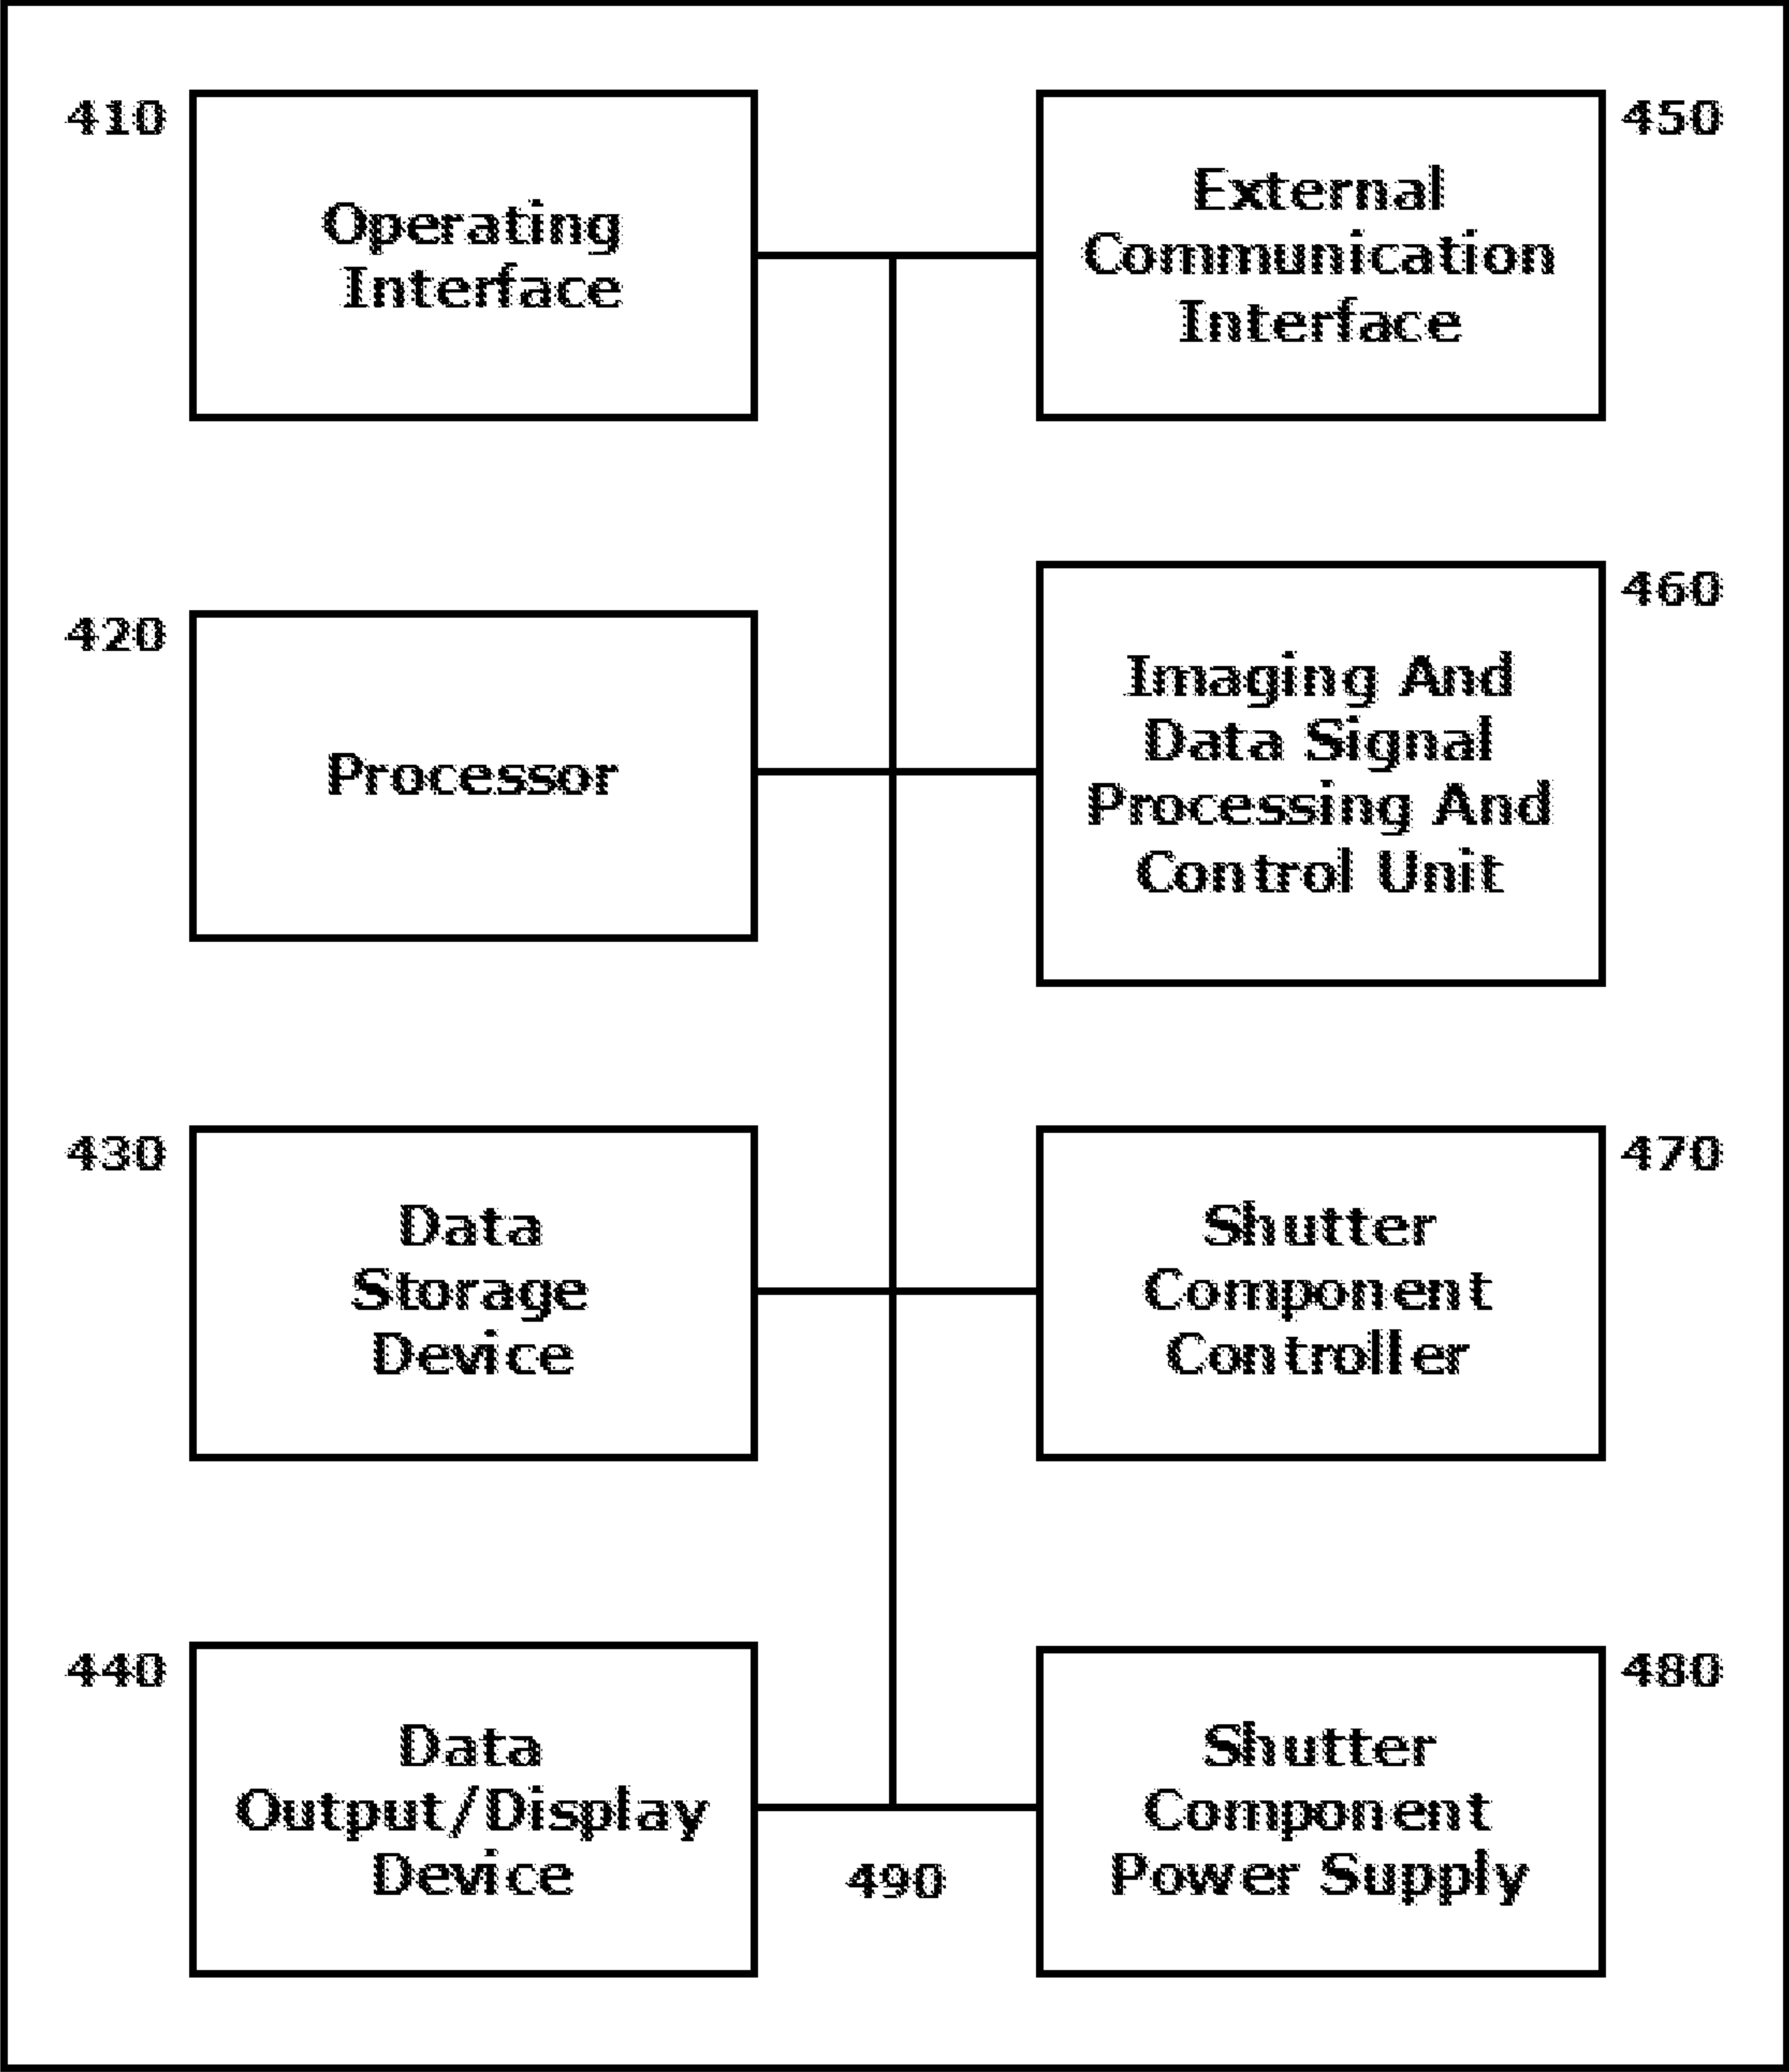 410
Operating
Interface
450
External
Communication
Interface
420
Processor
460
Imaging And
Data Signal
Processing And
Control Unit
430
Data
Storage
Device
470
Shutter
Component
Controller
440
Data
Output/Display
Device
480
Shutter
Component
Power Supply
490